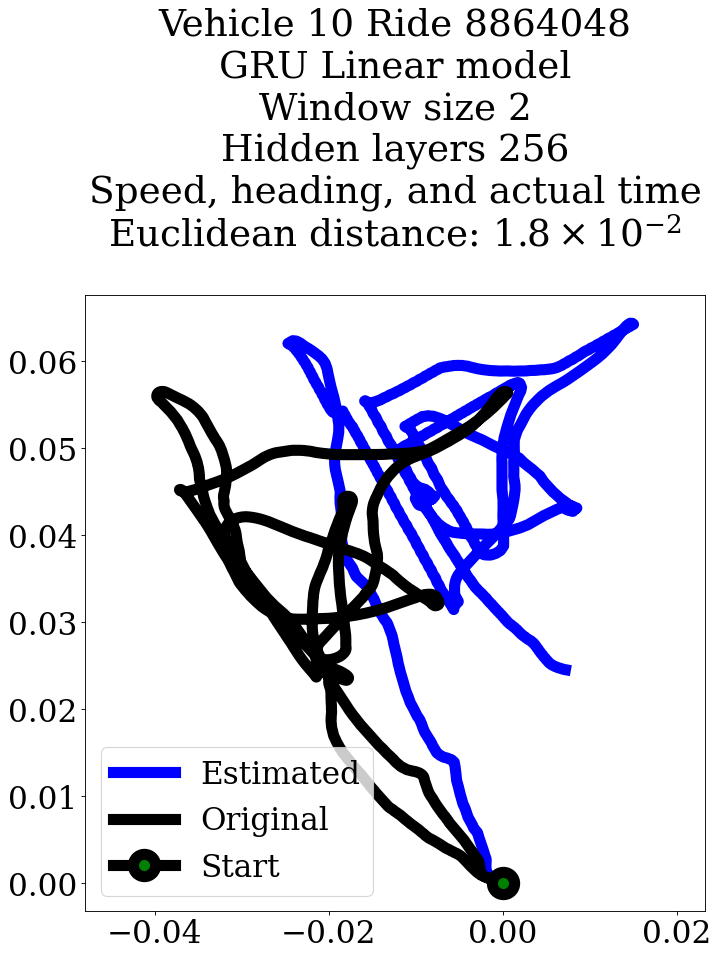 Vehicle 10 Ride 8864048
GRU Linear model
Window size 2
Hidden layers 256
Speed, heading, and actual time
Euclidean distance: 1.8 × 10⁻²
0.06
0.05
0.04
0.03
0.02
0.01
0.00
Estimated
Original
Start
−0.04 −0.02 0.00 0.02